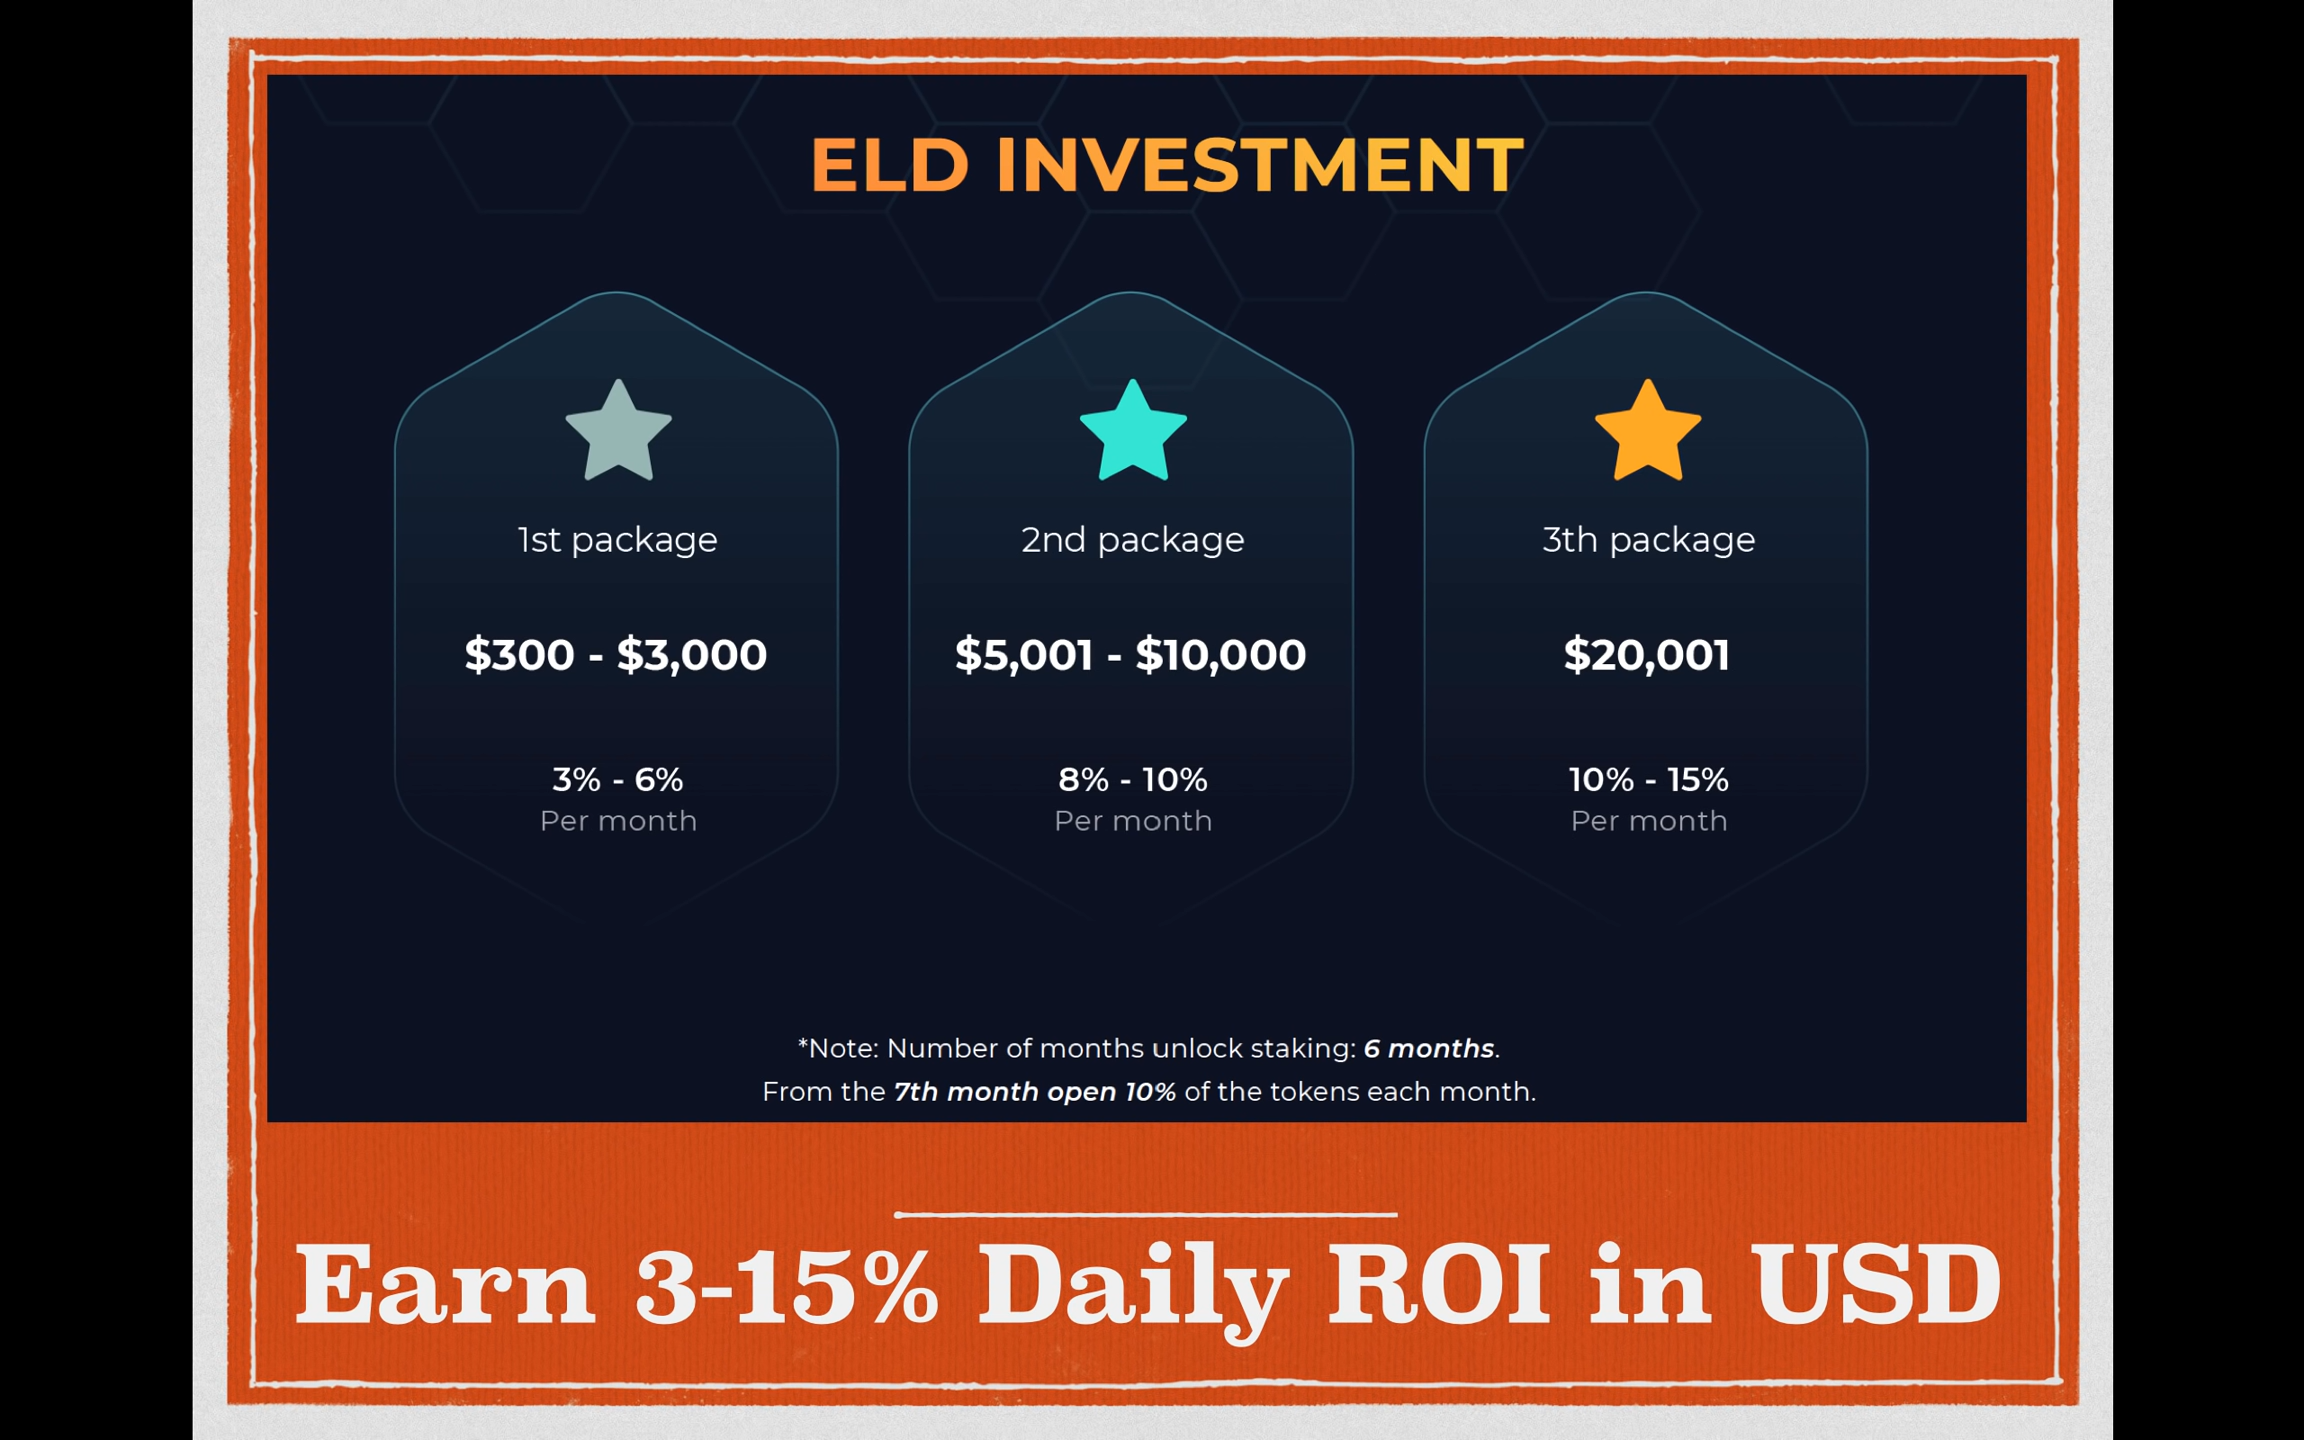 ELD INVESTMENT
1st package
$300 - $3,000
3% - 6%
Per month
2nd package
$5,001 - $10,000
8% - 10%
Per month
3th package
$20,001
10% - 15%
Per month
*Note: Number of months unlock staking: 6 months.
From the 7th month open 10% of the tokens each month.
Earn 3-15% Daily ROI in USD